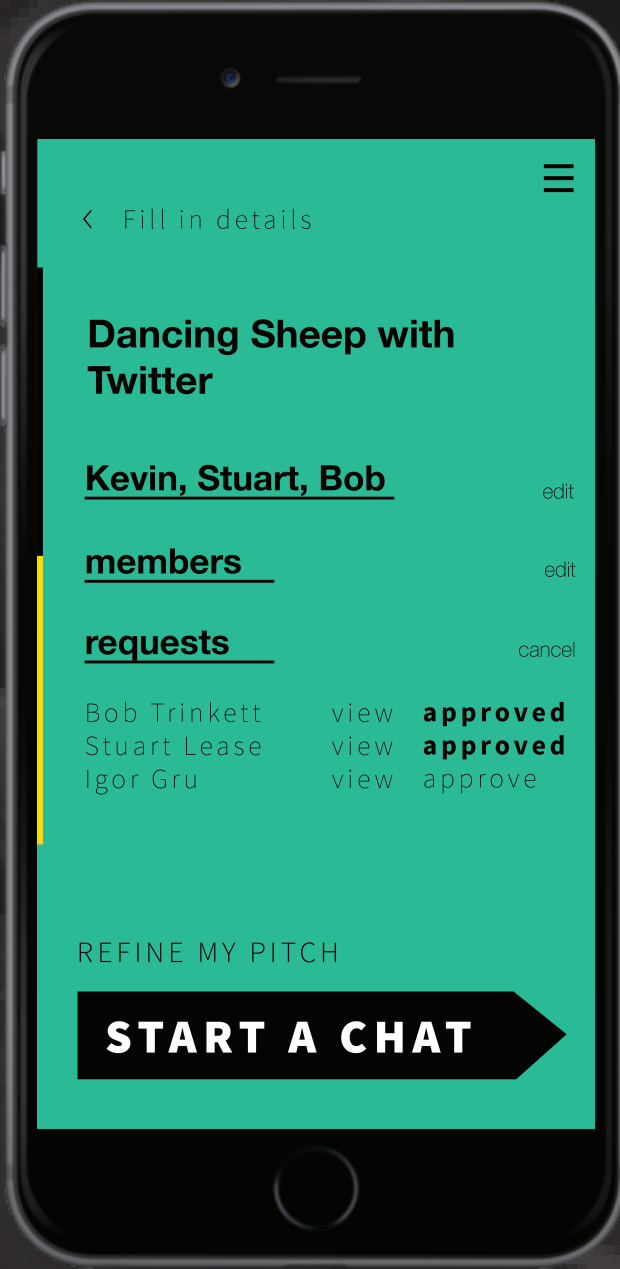 Fill in details
Dancing Sheep with
Twitter
Kevin, Stuart, Bob edit
members edit
requests cancel
Bob Trinkett view approved
Stuart Lease view approved
Igor Gru view approve
REFINE MY PITCH
START A CHAT